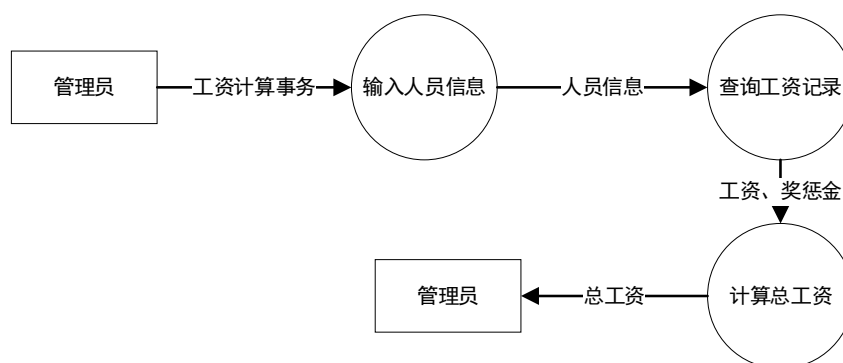 管理员
工资计算事务
输入人员信息
人员信息
查询工资记录
工资、奖惩金
管理员
总工资
计算总工资